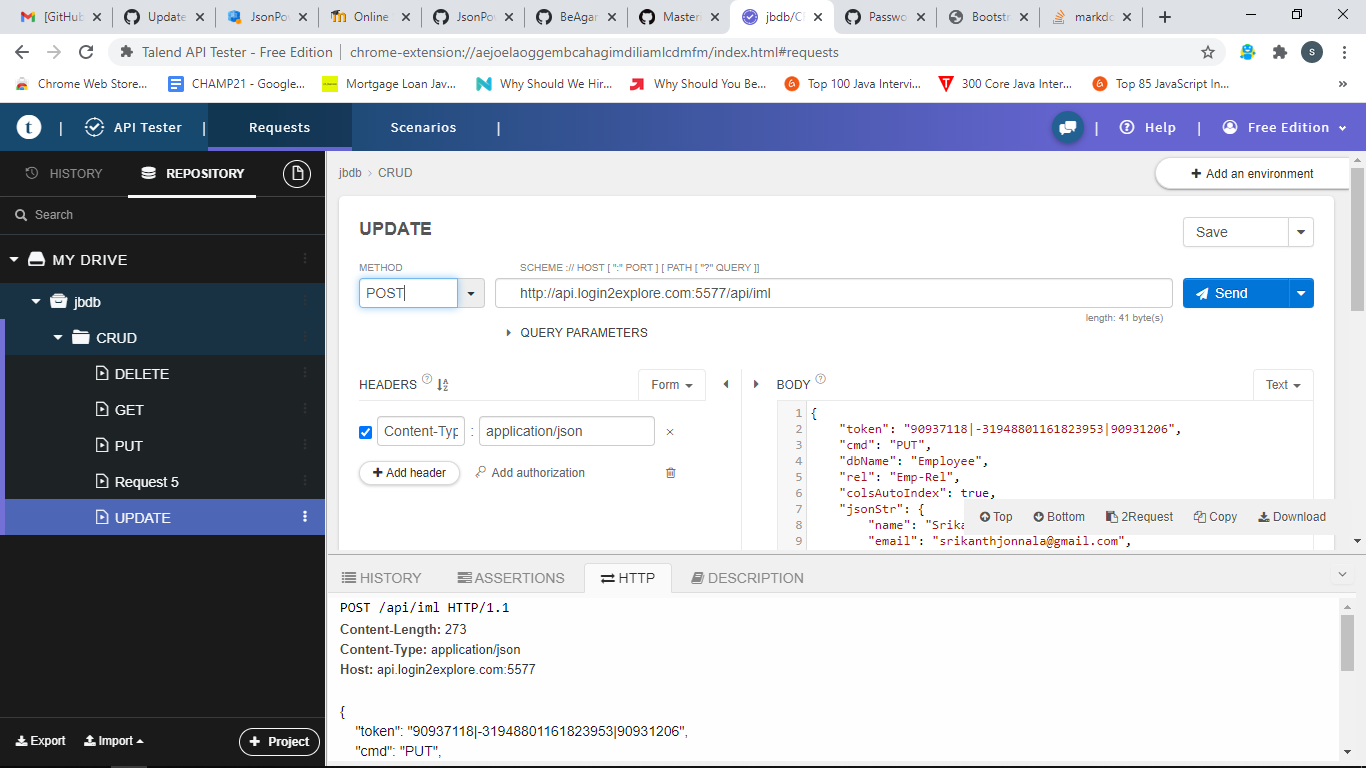 [GitHub
Update
JsonPo
Online
JsonPo
BeAgar
Master
jbdb/C
Passwo
Bootst
markdo
Talend API Tester - Free Edition | chrome-extension://aejoelaoggembcahagimdiliamlcdmfm/index.html#requests
S
Chrome Web Store...
CHAMP21 - Google...
Mortgage Loan Jav...
Why Should We Hir...
Why Should You Be...
Top 100 Java Intervi...
300 Core Java Inter...
Top 85 JavaScript In...
»
t | API Tester | Requests Scenarios | | Help | Free Edition
HISTORY REPOSITORY
Search
MY DRIVE
jbdb
CRUD
DELETE
GET
PUT
Request 5
UPDATE
Export Import + Project
jbdb › CRUD
+ Add an environment
UPDATE
Save
METHOD
SCHEME :// HOST [ ":" PORT ] [ PATH [ "?" QUERY ]]
POST
http://api.login2explore.com:5577/api/iml
Send
length: 41 byte(s)
QUERY PARAMETERS
HEADERS ?
Form
BODY ?
Text
Content-Typ : application/json ×
+ Add header Add authorization
1 {
2 "token": "90937118|-31948801161823953|90931206",
3 "cmd": "PUT",
4 "dbName": "Employee",
5 "rel": "Emp-Rel",
6 "colsAutoIndex": true,
7 "jsonStr": {
8 "name": "Srik
9 "email": "srikanthjonnala@gmail.com",
Top Bottom 2Request Copy Download
HISTORY ASSERTIONS HTTP DESCRIPTION
POST /api/iml HTTP/1.1
Content-Length: 273
Content-Type: application/json
Host: api.login2explore.com:5577
{
"token": "90937118|-31948801161823953|90931206",
"cmd": "PUT",